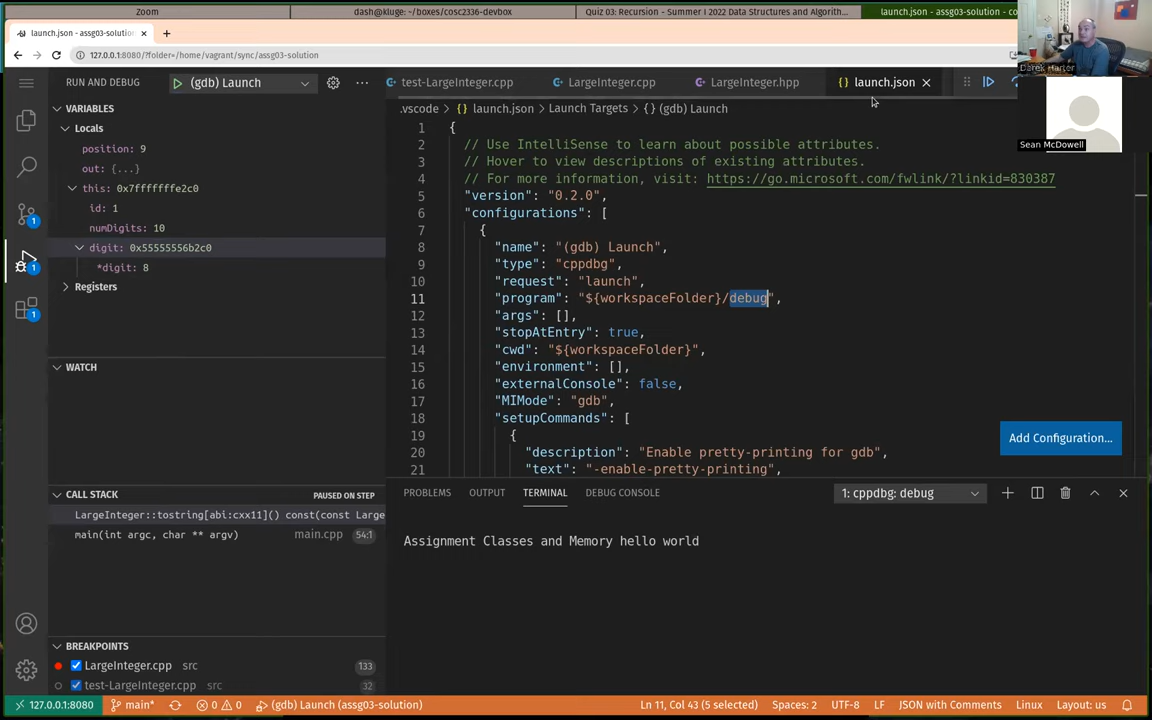 Zoom
dash@kluge: ~/boxes/cosc2336-devbox
Quiz 03: Recursion - Summer I 2022 Data Structures and Algorith...
launch.json - assg03-solution - co
launch.json - assg03-solution
127.0.0.1:8080/?folder=/home/vagrant/sync/assg03-solution
Derek Harter
Sean McDowell
RUN AND DEBUG
(gdb) Launch
test-LargeInteger.cpp
LargeInteger.cpp
LargeInteger.hpp
{} launch.json
.vscode > {} launch.json > Launch Targets > {} (gdb) Launch
VARIABLES
Locals
position: 9
out: {...}
this: 0x7fffffffe2c0
id: 1
numDigits: 10
digit: 0x55555556b2c0
*digit: 8
Registers
WATCH
CALL STACK
PAUSED ON STEP
LargeInteger::tostring[abi:cxx11]() const(const Large
main(int argc, char ** argv) main.cpp 54:1
BREAKPOINTS
LargeInteger.cpp src 133
test-LargeInteger.cpp src 32
1 {
2 // Use IntelliSense to learn about possible attributes.
3 // Hover to view descriptions of existing attributes.
4 // For more information, visit: https://go.microsoft.com/fwlink/?linkid=830387
5 "version": "0.2.0",
6 "configurations": [
7 {
8 "name": "(gdb) Launch",
9 "type": "cppdbg",
10 "request": "launch",
11 "program": "${workspaceFolder}/debug",
12 "args": [],
13 "stopAtEntry": true,
14 "cwd": "${workspaceFolder}",
15 "environment": [],
16 "externalConsole": false,
17 "MIMode": "gdb",
18 "setupCommands": [
19 {
20 "description": "Enable pretty-printing for gdb",
21 "text": "-enable-pretty-printing",
Add Configuration...
PROBLEMS OUTPUT TERMINAL DEBUG CONSOLE
1: cppdbg: debug
Assignment Classes and Memory hello world
1
1
1
127.0.0.1:8080
main*
0 0
(gdb) Launch (assg03-solution)
Ln 11, Col 43 (5 selected)
Spaces: 2
UTF-8
LF
JSON with Comments
Linux
Layout: us